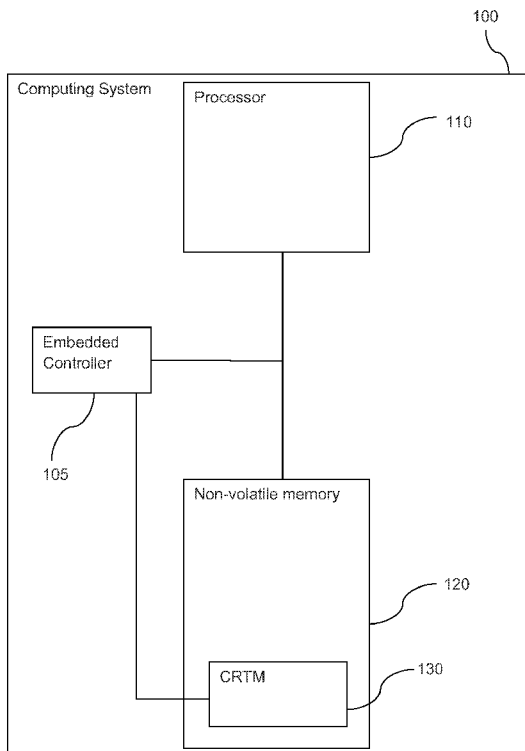 100
Computing System
Processor
110
Embedded
Controller
105
Non-volatile memory
120
CRTM
130